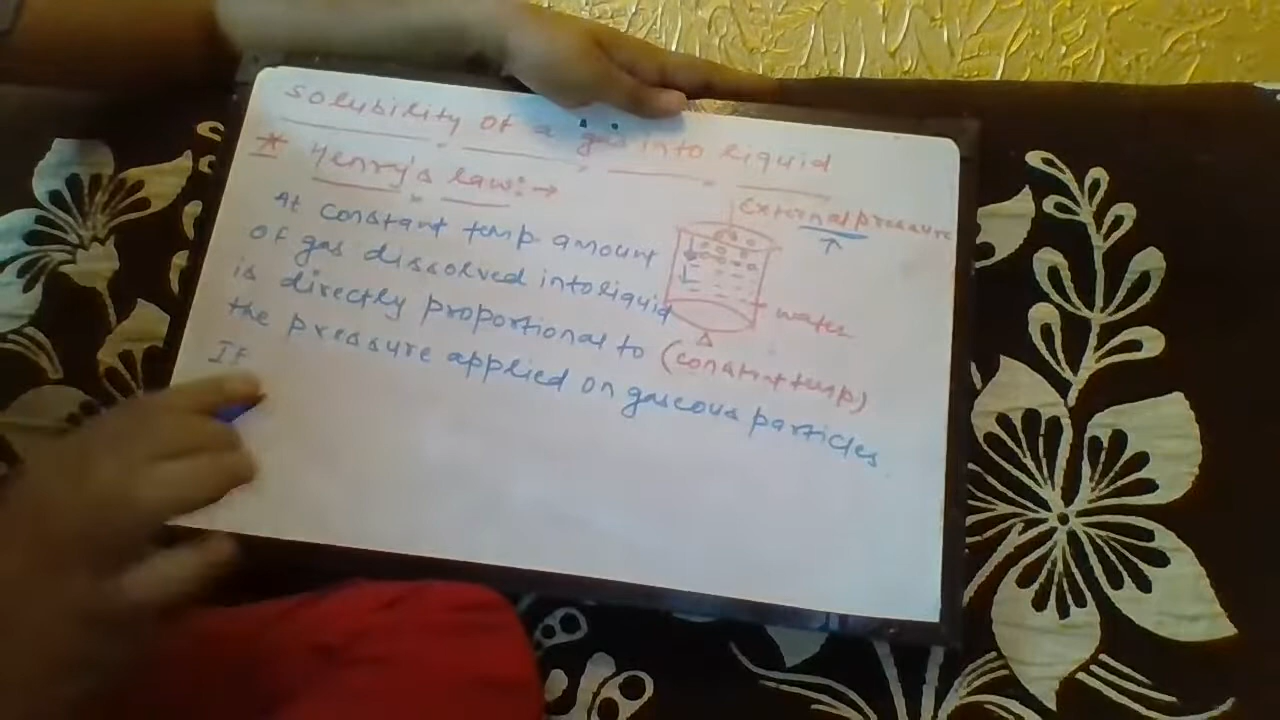 Solubility of a gas into liquid
* Henry's law:→
At constant temp. amount
of gas dissolved into liquid
is directly proportional to
the pressure applied on gaseous particles.
If
External pressure
water
Δ
(constant temp)